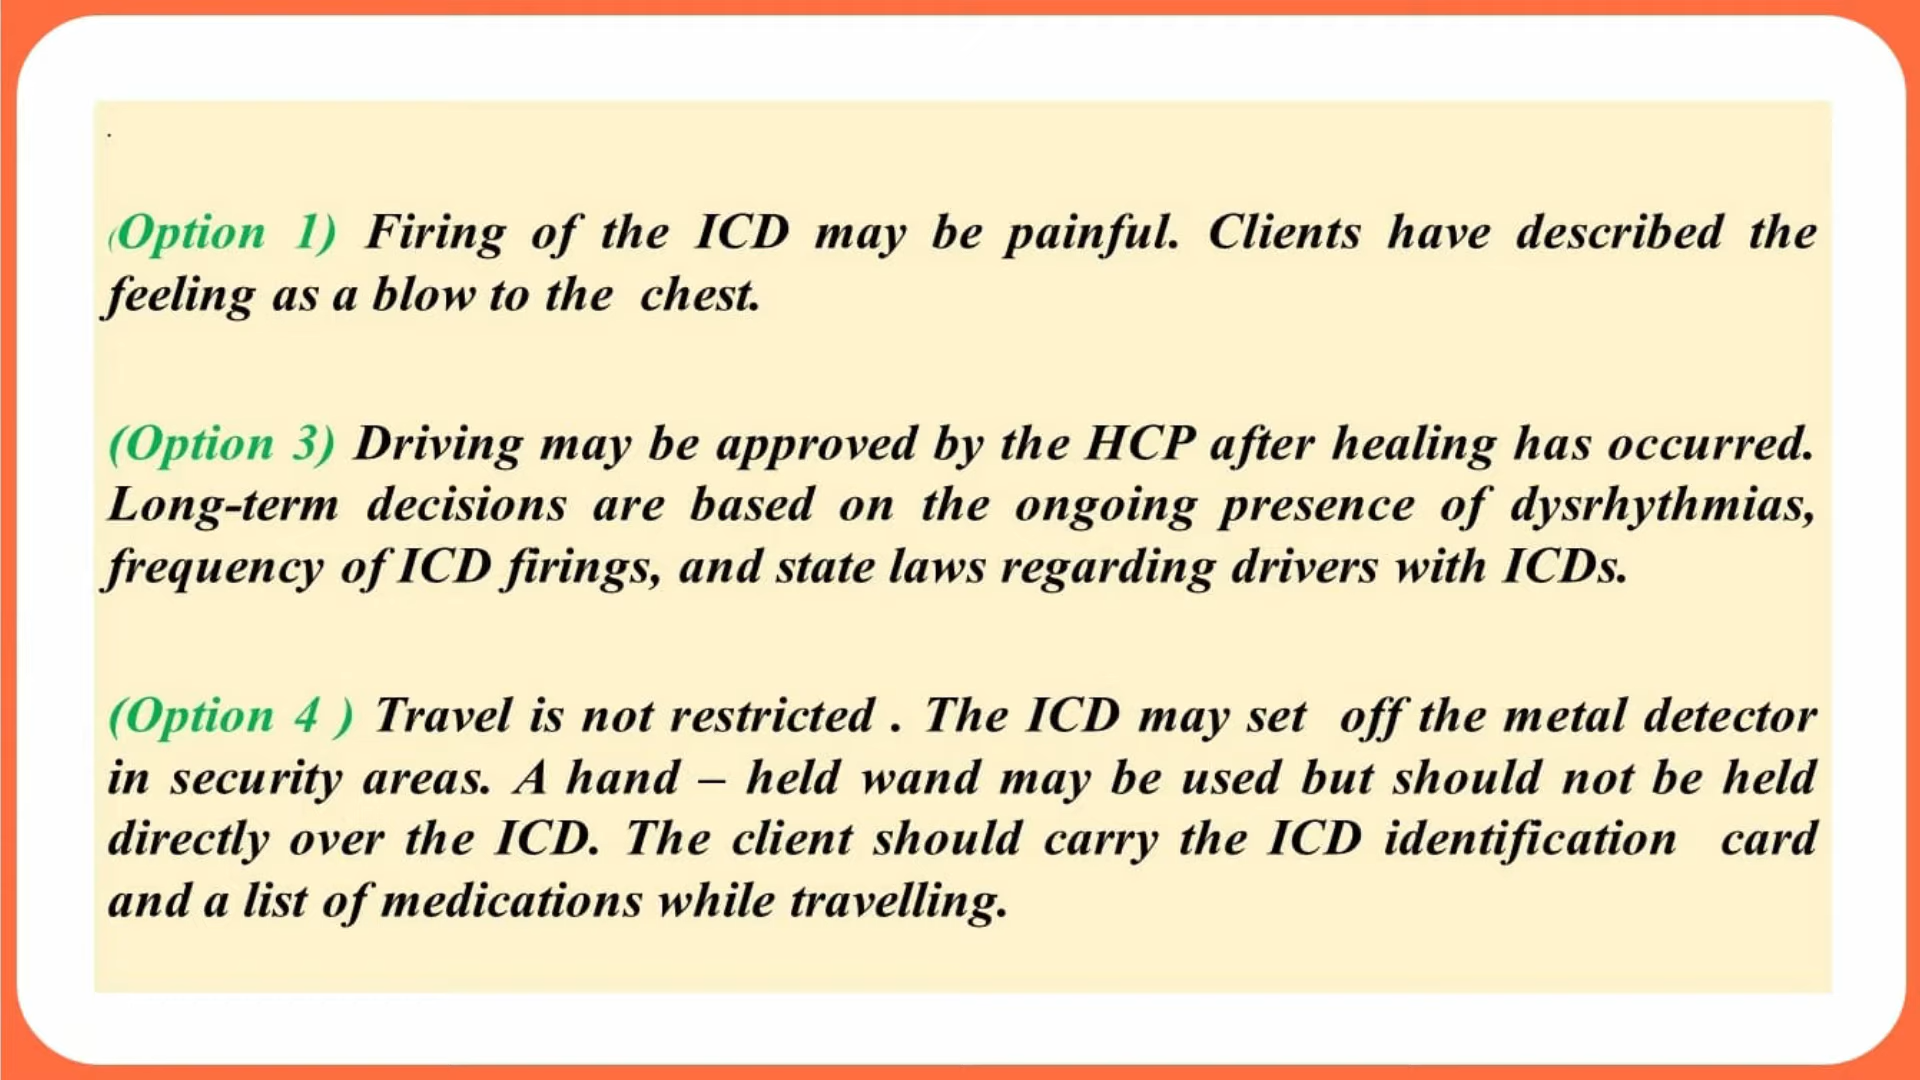 .
(Option 1) Firing of the ICD may be painful. Clients have described the
feeling as a blow to the chest.
(Option 3) Driving may be approved by the HCP after healing has occurred.
Long-term decisions are based on the ongoing presence of dysrhythmias,
frequency of ICD firings, and state laws regarding drivers with ICDs.
(Option 4 ) Travel is not restricted . The ICD may set off the metal detector
in security areas. A hand – held wand may be used but should not be held
directly over the ICD. The client should carry the ICD identification card
and a list of medications while travelling.